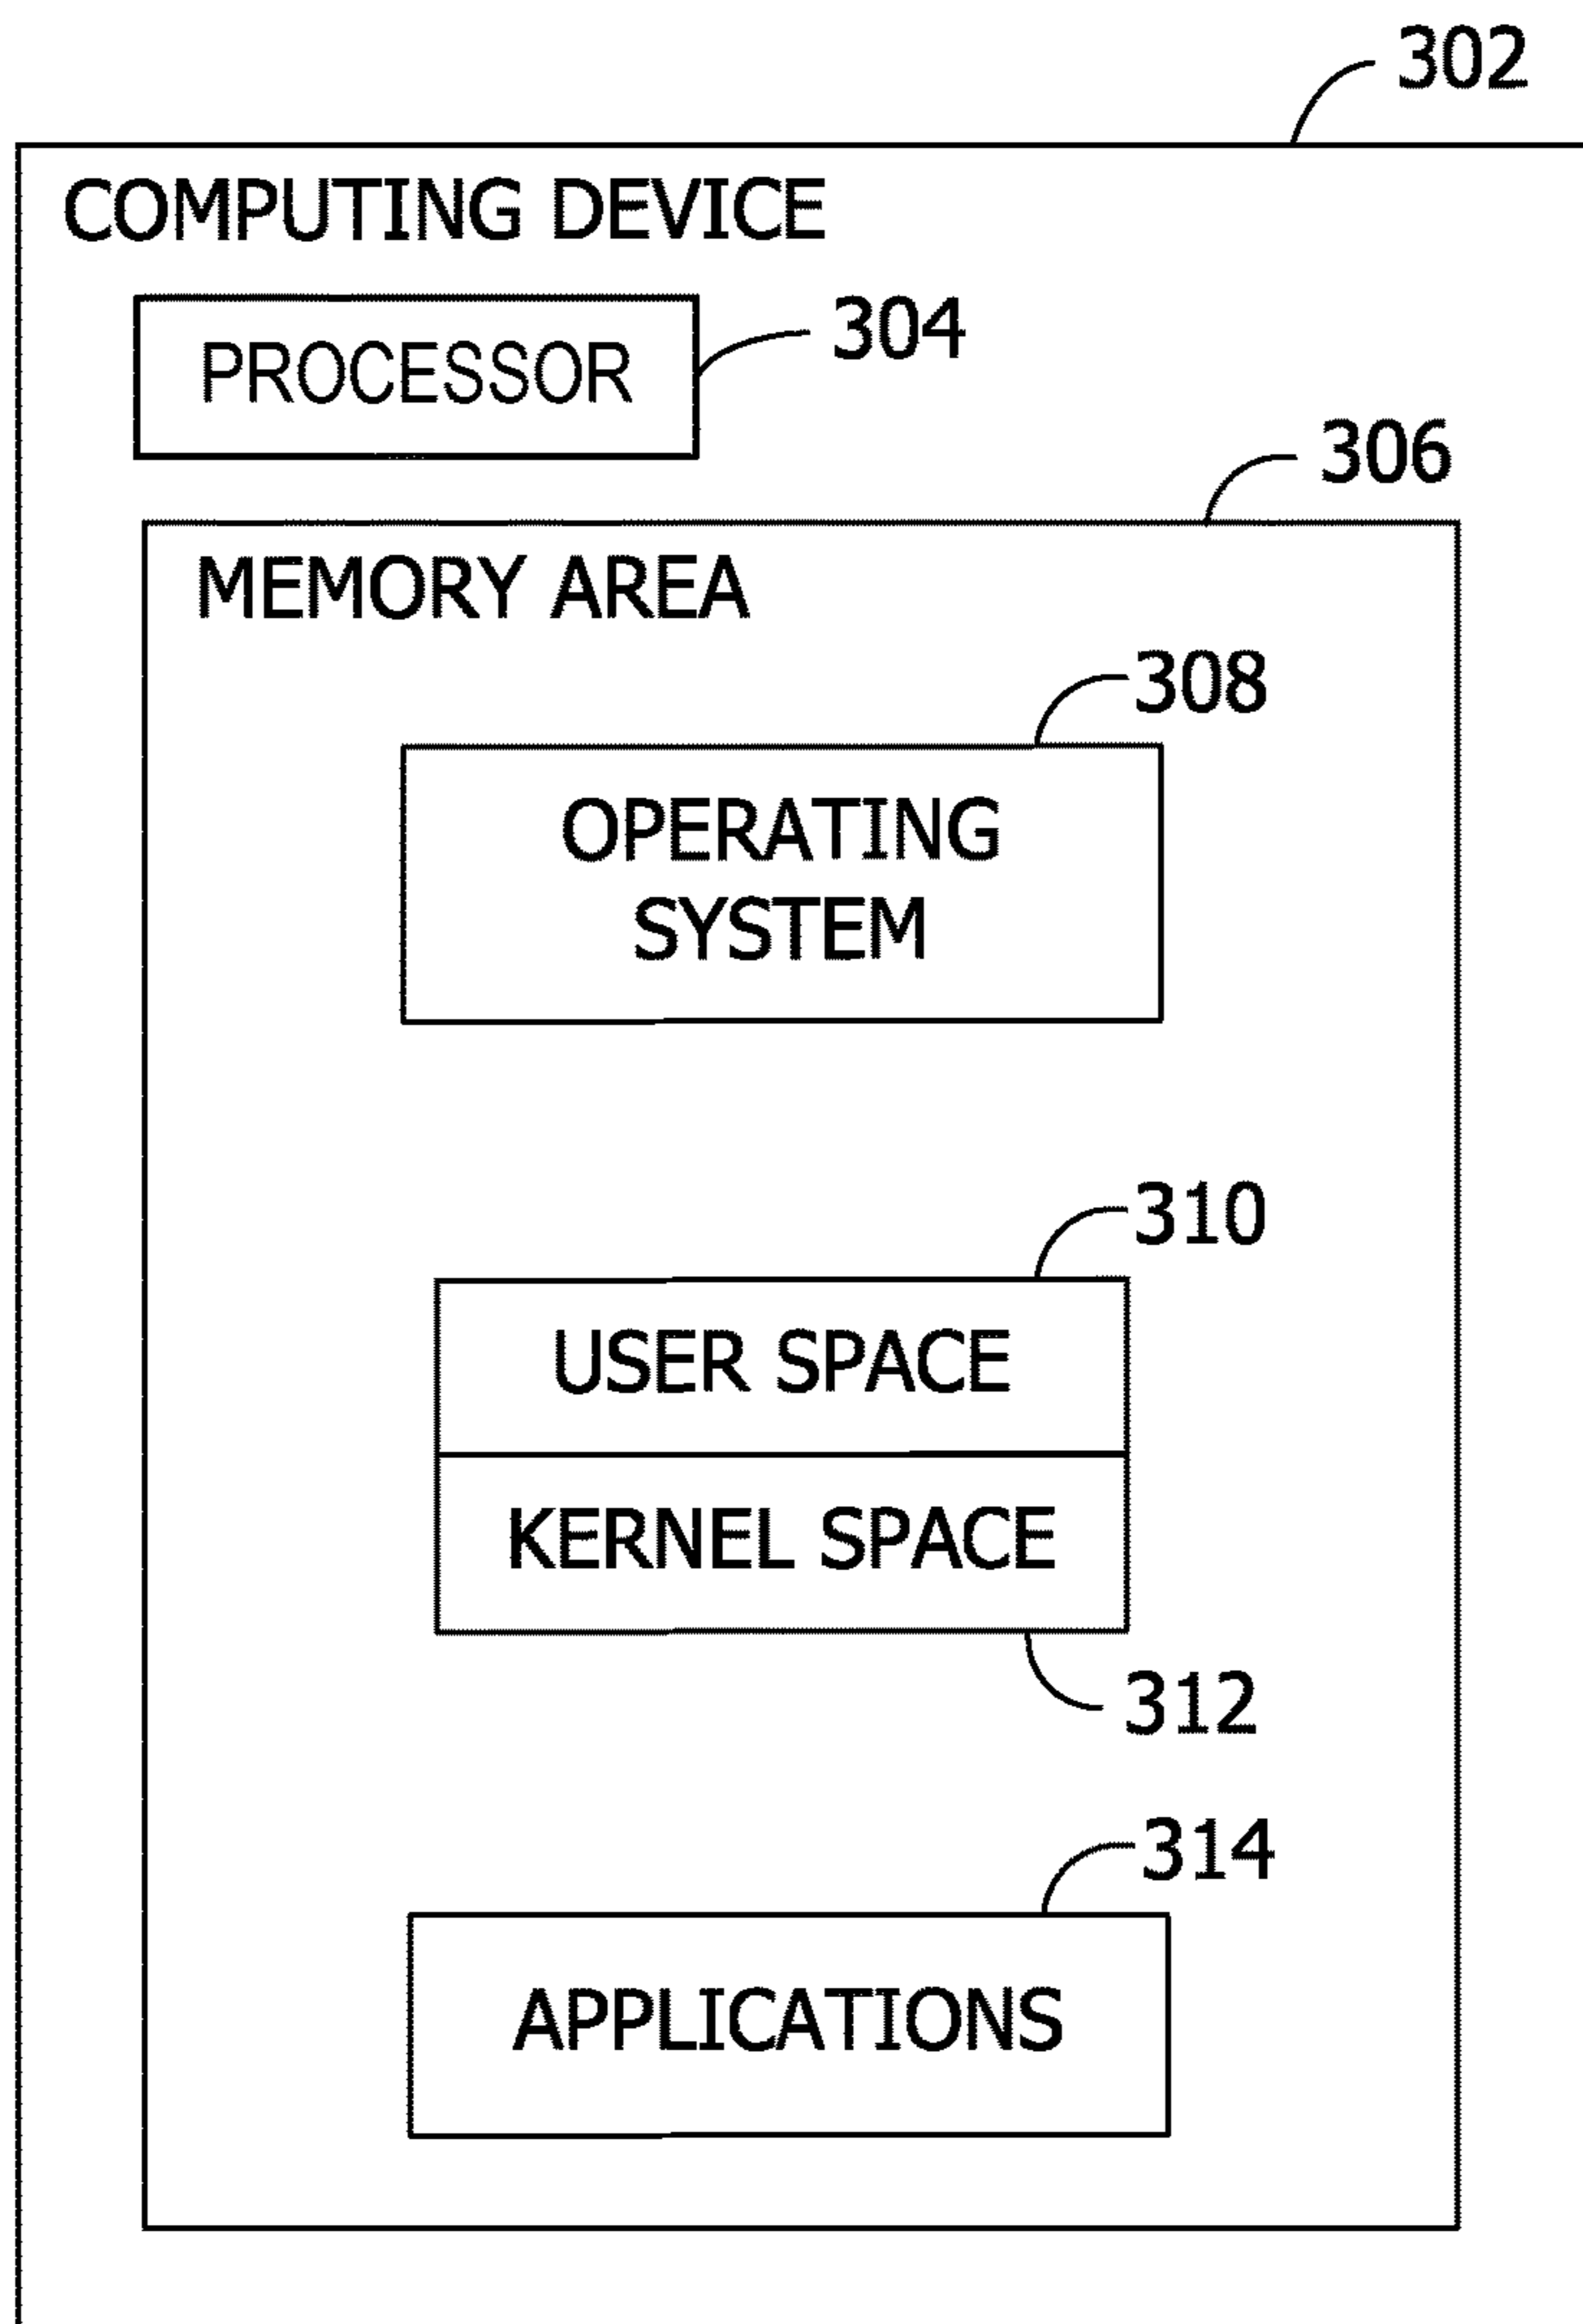 302
COMPUTING DEVICE
PROCESSOR
304
306
MEMORY AREA
308
OPERATING
SYSTEM
310
USER SPACE
KERNEL SPACE
312
314
APPLICATIONS